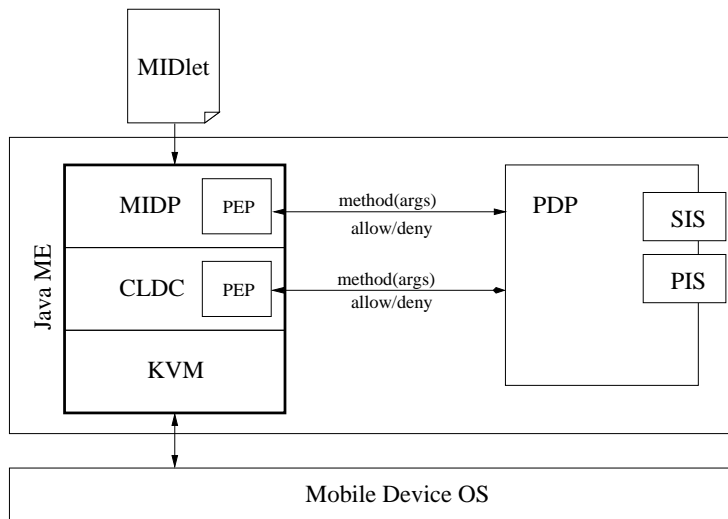 MIDlet
Java ME
MIDP
PEP
method(args)
allow/deny
PDP
SIS
CLDC
PEP
method(args)
allow/deny
PIS
KVM
Mobile Device OS